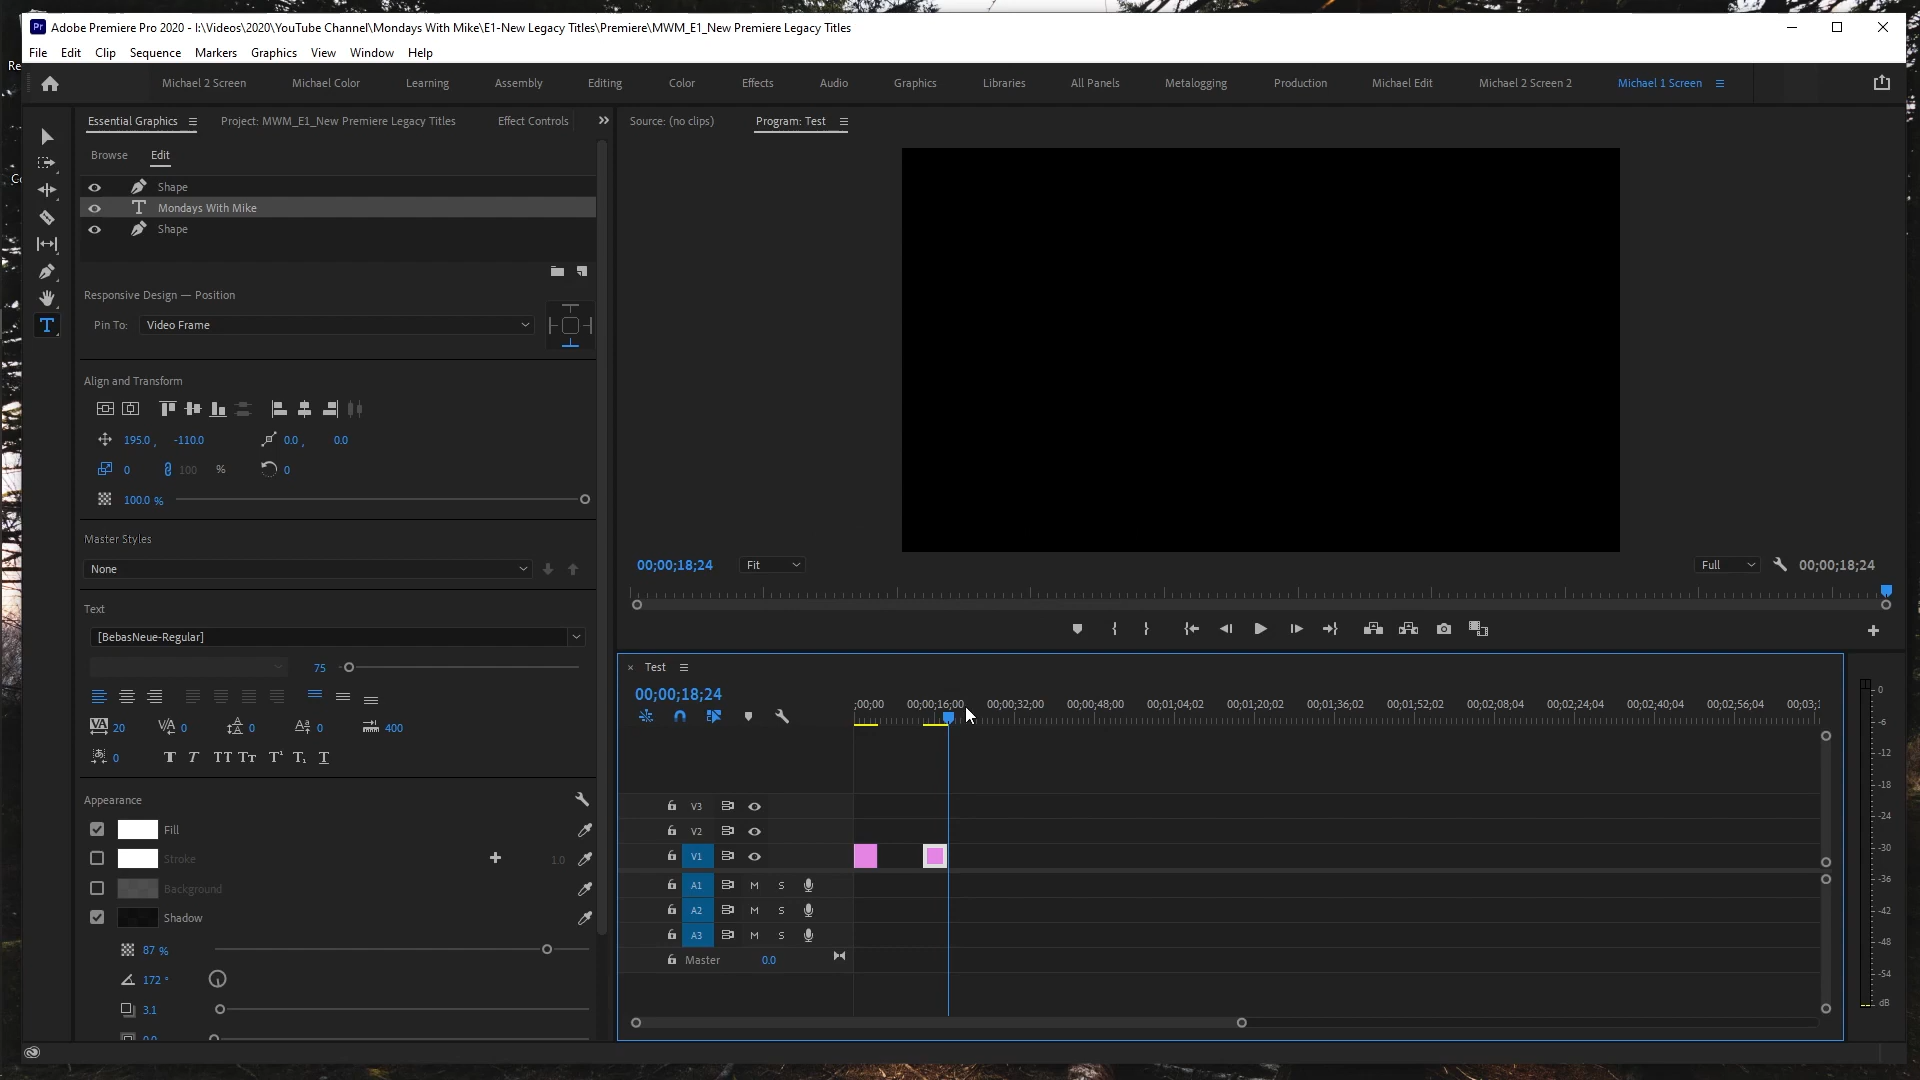 Adobe Premiere Pro 2020 - I:\Videos\2020\YouTube Channel\Mondays With Mike\E1-New Legacy Titles\Premiere\MWM_E1_New Premiere Legacy Titles
File Edit Clip Sequence Markers Graphics View Window Help
Michael 2 Screen Michael Color Learning Assembly Editing Color Effects Audio Graphics Libraries All Panels Metalogging Production Michael Edit Michael 2 Screen 2 Michael 1 Screen
Essential Graphics Project: MWM_E1_New Premiere Legacy Titles Effect Controls
Source: (no clips) Program: Test
Browse Edit
Shape
Mondays With Mike
Shape
Responsive Design — Position
Pin To: Video Frame
Align and Transform
195.0 , -110.0 0.0 , 0.0
0 100 % 0
100.0 %
Master Styles
None
Text
[BebasNeue-Regular]
75
20 0 0 0 400
0
Appearance
Fill
Stroke 1.0
Background
Shadow
87 %
172 °
3.1
00;00;18;24 Fit Full 00;00;18;24
Test
00;00;18;24
;00;00 00;00;16;00 00;00;32;00 00;00;48;00 00;01;04;02 00;01;20;02 00;01;36;02 00;01;52;02 00;02;08;04 00;02;24;04 00;02;40;04 00;02;56;04 00;03;
V3
V2
V1
A1 M S
A2 M S
A3 M S
Master 0.0
0
-6
-12
-18
-24
-30
-36
-42
-48
-54
dB